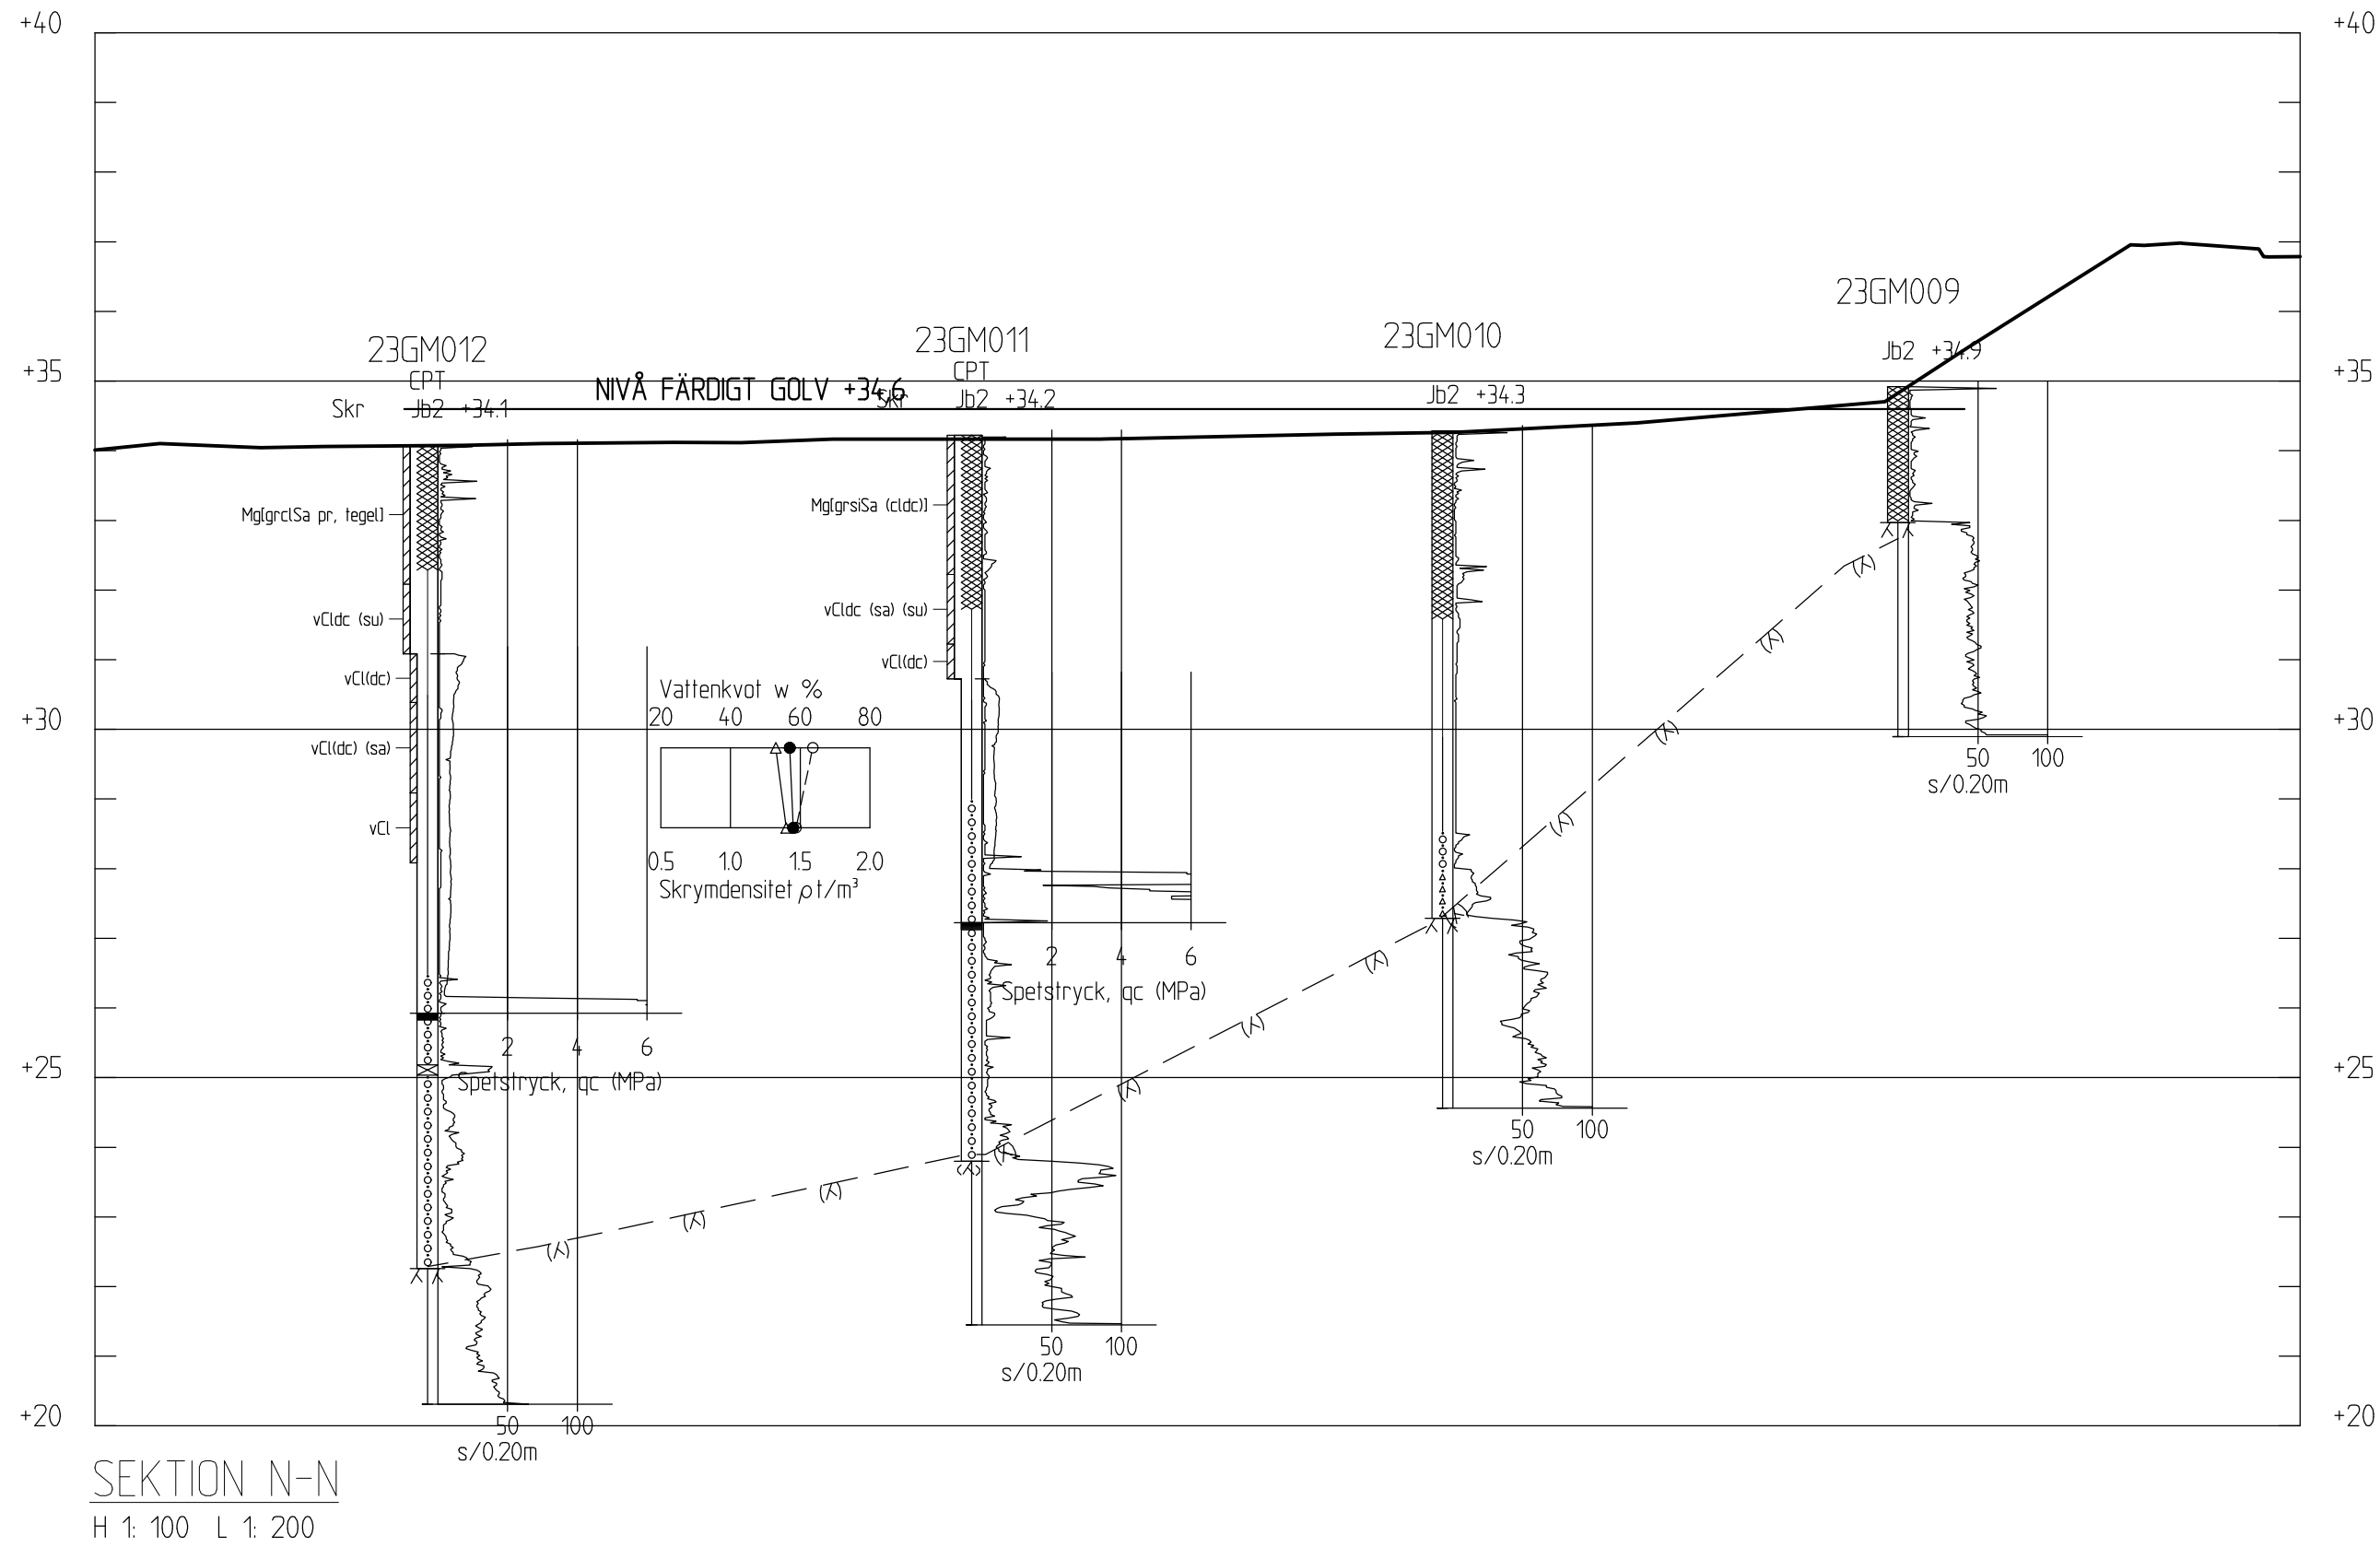 +40 +40
23GM009
23GM012 23GM011 23GM010
CPT CPT Jb2 +34.9
+35 +35
NIVÅ FÄRDIGT GOLV +34,6
Skr Jb2 +34.1 Skr Jb2 +34.2 Jb2 +34.3
Mg[grclSa pr, tegel] Mg[grsiSa (cldc)]
vCldc (su) vCldc (sa) (su)
vCl(dc) vCl(dc)
Vattenkvot w %
20 40 60 80
+30 +30
vCl(dc) (sa)
50 100
s/0.20m
vCl
0.5 1.0 1.5 2.0
Skrymdensitet ρ t/m³
2 4 6
Spetstryck, qc (MPa)
2 4 6
+25 +25
Spetstryck, qc (MPa)
50 100
s/0.20m
50 100
s/0.20m
+20 +20
50 100
s/0.20m
SEKTION N-N
H 1: 100 L 1: 200